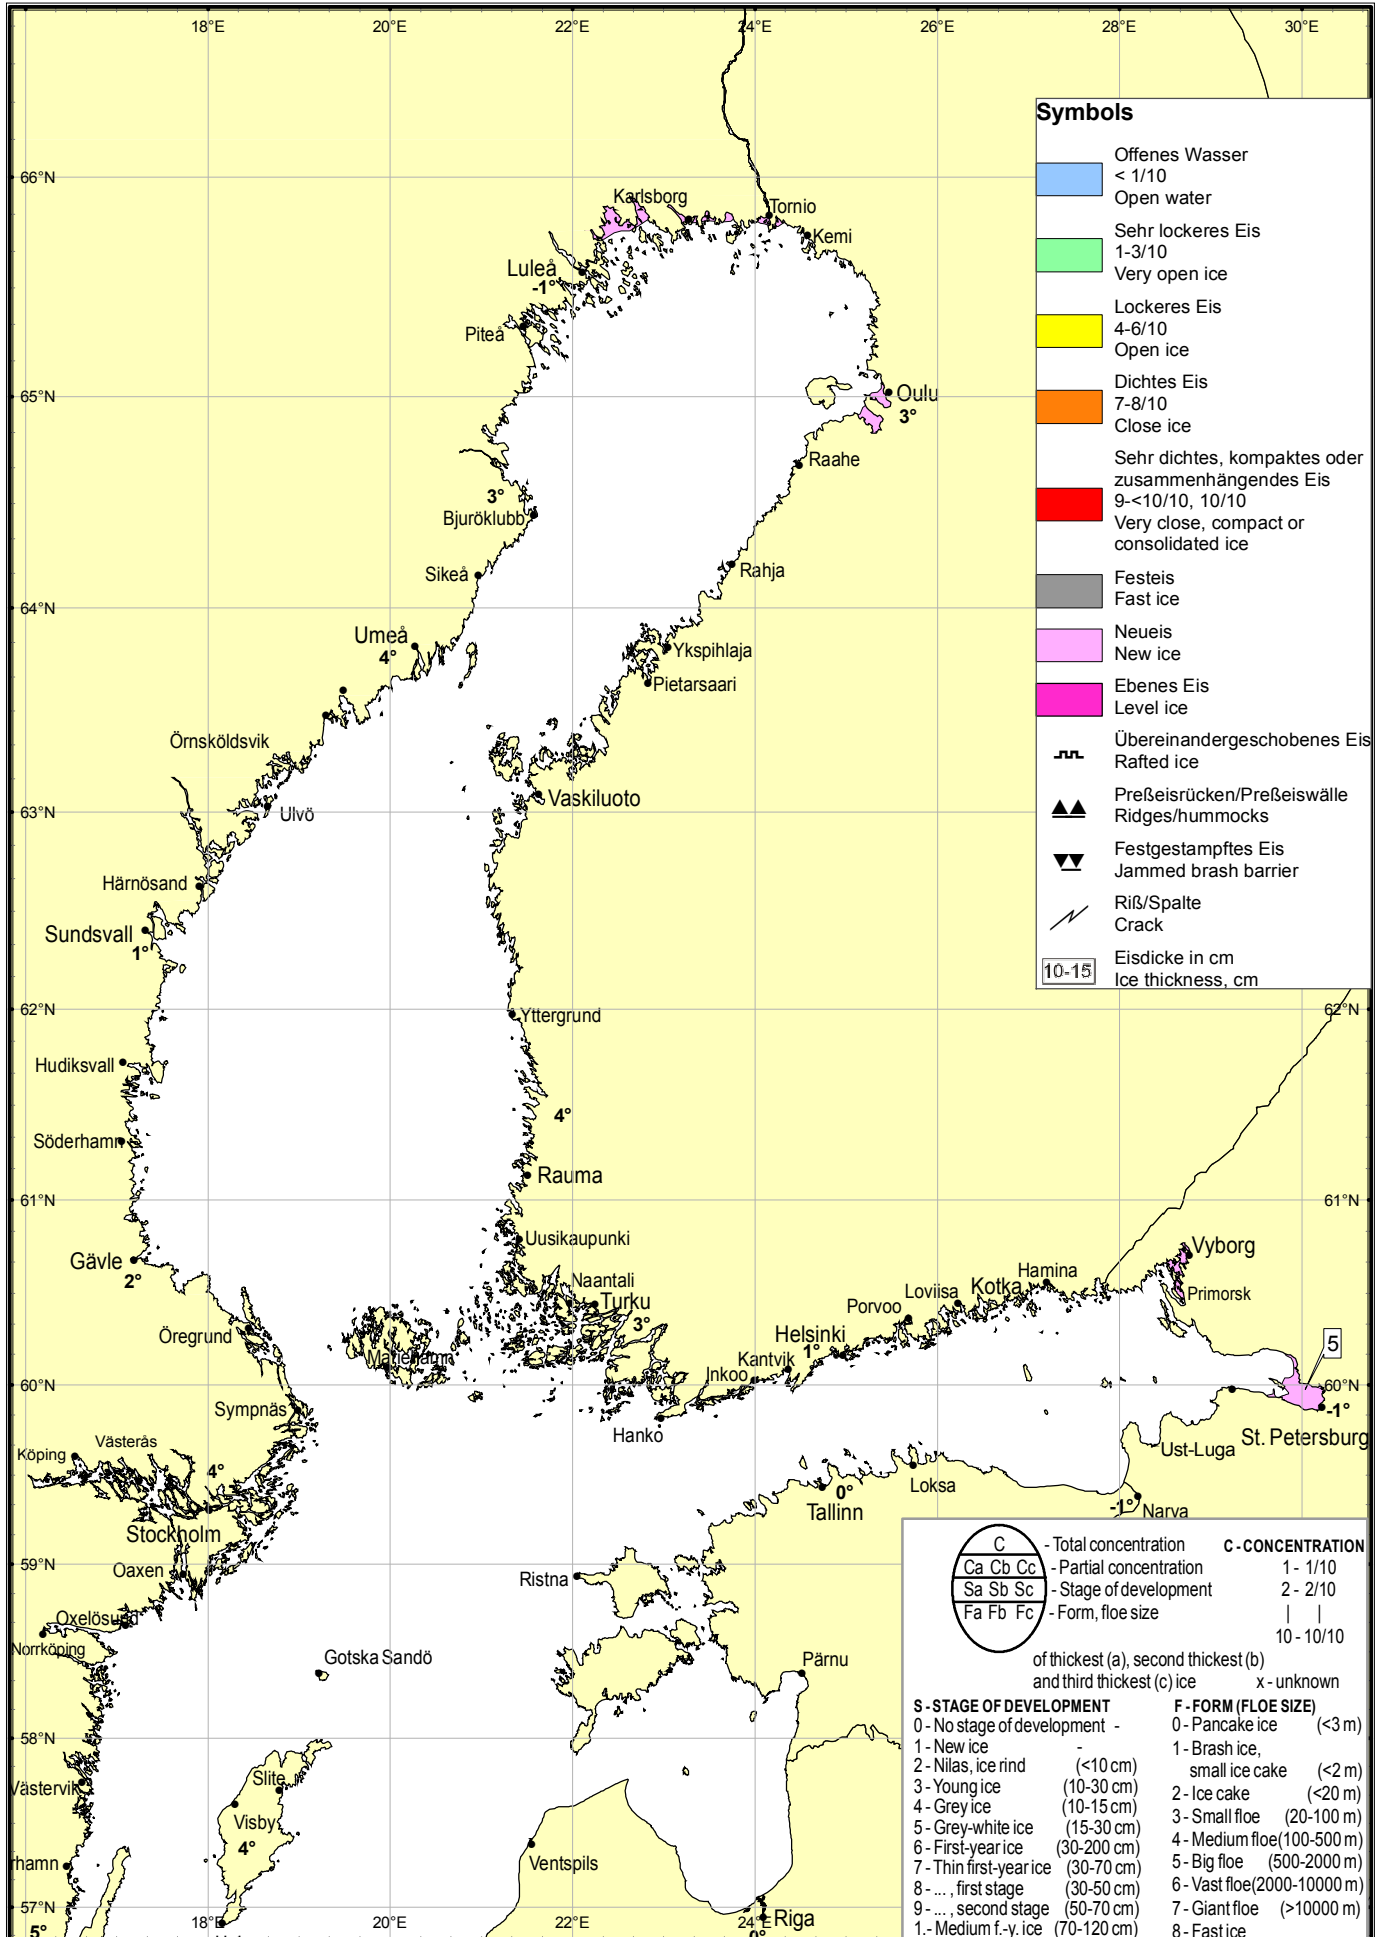 18°E 20°E 22°E 24°E 26°E 28°E 30°E
Symbols
Offenes Wasser
< 1/10
Open water
Sehr lockeres Eis
1-3/10
Very open ice
Lockeres Eis
4-6/10
Open ice
Dichtes Eis
7-8/10
Close ice
Sehr dichtes, kompaktes oder
zusammenhängendes Eis
9-<10/10, 10/10
Very close, compact or
consolidated ice
Festeis
Fast ice
Neueis
New ice
Ebenes Eis
Level ice
Übereinandergeschobenes Eis
Rafted ice
Preßeisrücken/Preßeiswälle
Ridges/hummocks
Festgestampftes Eis
Jammed brash barrier
Riß/Spalte
Crack
10-15
Eisdicke in cm
Ice thickness, cm
66°N
Karlsborg
Tornio
Kemi
Luleå
-1°
Piteå
65°N
Oulu
3°
Raahe
3°
Bjuröklubb
Sikeå
Rahja
64°N
Umeå
4°
Ykspihlaja
Pietarsaari
Örnsköldsvik
Ulvö
Vaskiluoto
63°N
Härnösand
Sundsvall
1°
62°N
62°N
Yttergrund
Hudiksvall
4°
Söderhamn
Rauma
61°N
61°N
Uusikaupunki
Gävle
2°
Naantali
Turku
3°
Öregrund
Mariehamn
Vyborg
Primorsk
Hamina
Kotka
Loviisa
Porvoo
Helsinki
1°
Kantvik
Inkoo
5
60°N
60°N
-1°
St. Petersburg
Sympnäs
Hanko
Ust-Luga
Västerås
Köping
4°
Loksa
0°
Tallinn
-1°
Narva
Stockholm
59°N
Oaxen
Ristna
Oxelösund
Norrköping
Gotska Sandö
Pärnu
58°N
Slite
Västervik
Visby
4°
Ventspils
rhamn
57°N
5°
Riga
0°
18°E 20°E 22°E 24°E
C - Total concentration
Ca Cb Cc - Partial concentration
Sa Sb Sc - Stage of development
Fa Fb Fc - Form, floe size
C - CONCENTRATION
1 - 1/10
2 - 2/10
| |
10 - 10/10
of thickest (a), second thickest (b)
and third thickest (c) ice x - unknown
S - STAGE OF DEVELOPMENT
0 - No stage of development -
1 - New ice -
2 - Nilas, ice rind (<10 cm)
3 - Young ice (10-30 cm)
4 - Grey ice (10-15 cm)
5 - Grey-white ice (15-30 cm)
6 - First-year ice (30-200 cm)
7 - Thin first-year ice (30-70 cm)
8 - ... , first stage (30-50 cm)
9 - ... , second stage (50-70 cm)
1.- Medium f.-y. ice (70-120 cm)
F - FORM (FLOE SIZE)
0 - Pancake ice (<3 m)
1 - Brash ice,
small ice cake (<2 m)
2 - Ice cake (<20 m)
3 - Small floe (20-100 m)
4 - Medium floe (100-500 m)
5 - Big floe (500-2000 m)
6 - Vast floe (2000-10000 m)
7 - Giant floe (>10000 m)
8 - Fast ice